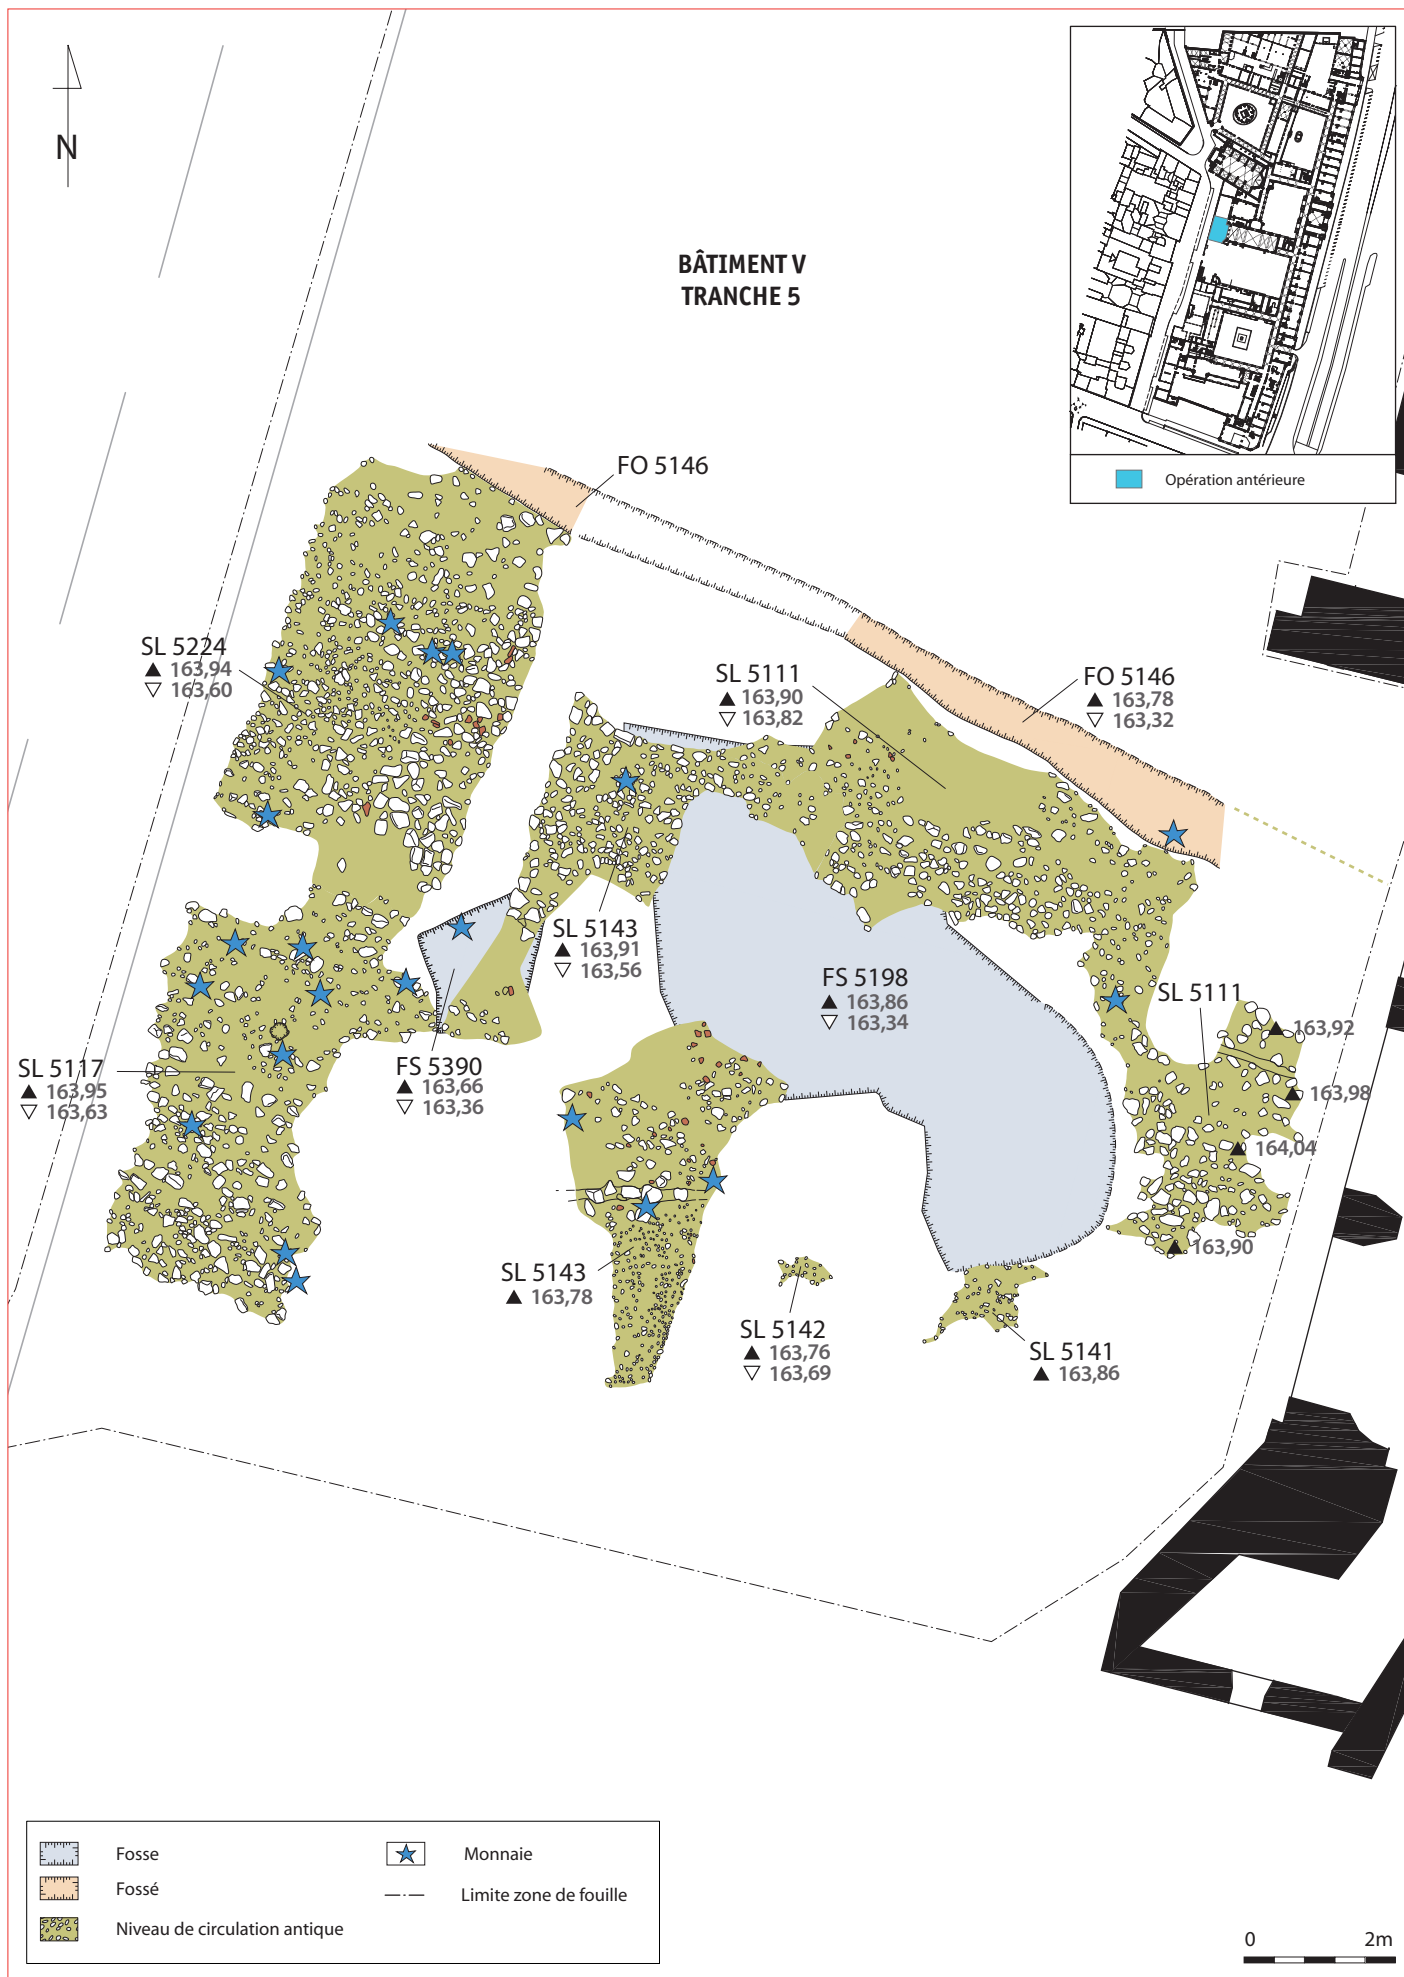 N
BÂTIMENT V
TRANCHE 5
Opération antérieure
FO 5146
SL 5224
▲ 163,94
▽ 163,60
SL 5111
▲ 163,90
▽ 163,82
FO 5146
▲ 163,78
▽ 163,32
SL 5143
▲ 163,91
▽ 163,56
FS 5198
▲ 163,86
▽ 163,34
SL 5111
▲ 163,92
▲ 163,98
▲ 164,04
▲ 163,90
SL 5117
▲ 163,95
▽ 163,63
FS 5390
▲ 163,66
▽ 163,36
SL 5143
▲ 163,78
SL 5142
▲ 163,76
▽ 163,69
SL 5141
▲ 163,86
Fosse
Monnaie
Fossé
Limite zone de fouille
Niveau de circulation antique
0 2m